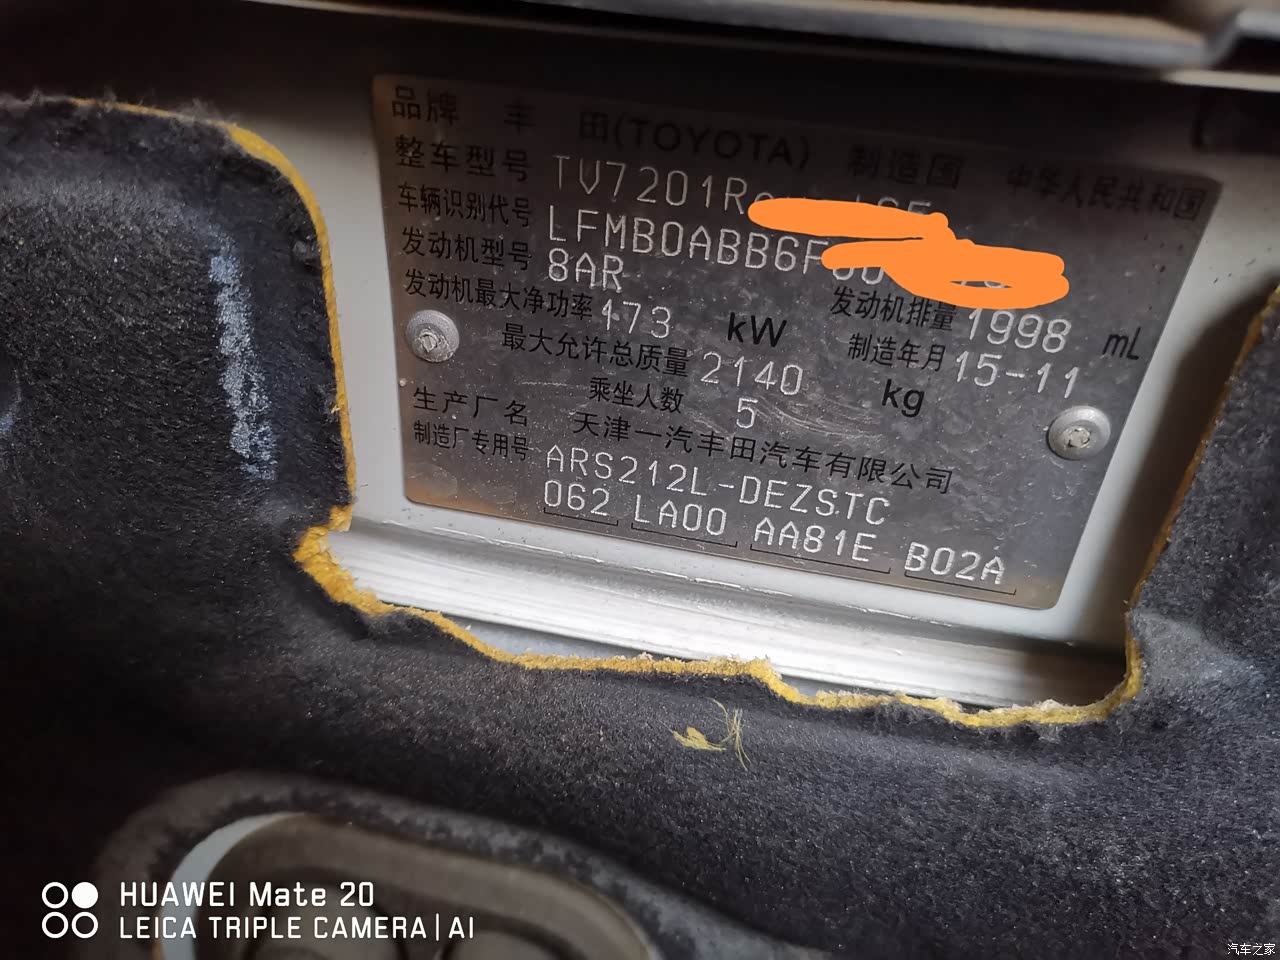 品牌 丰 田(TOYOTA) 制造国 中华人民共和国
整车型号 TV7201R
车辆识别代号 LFMB0ABB6F
发动机型号 8AR 发动机排量 1998 mL
发动机最大净功率 173 kW 制造年月 15-11
最大允许总质量 2140 kg
乘坐人数 5
生产厂名 天津一汽丰田汽车有限公司
制造厂专用号 ARS212L-DEZSTC
062 LA00 AA81E B02A
HUAWEI Mate 20
LEICA TRIPLE CAMERA | AI
汽车之家